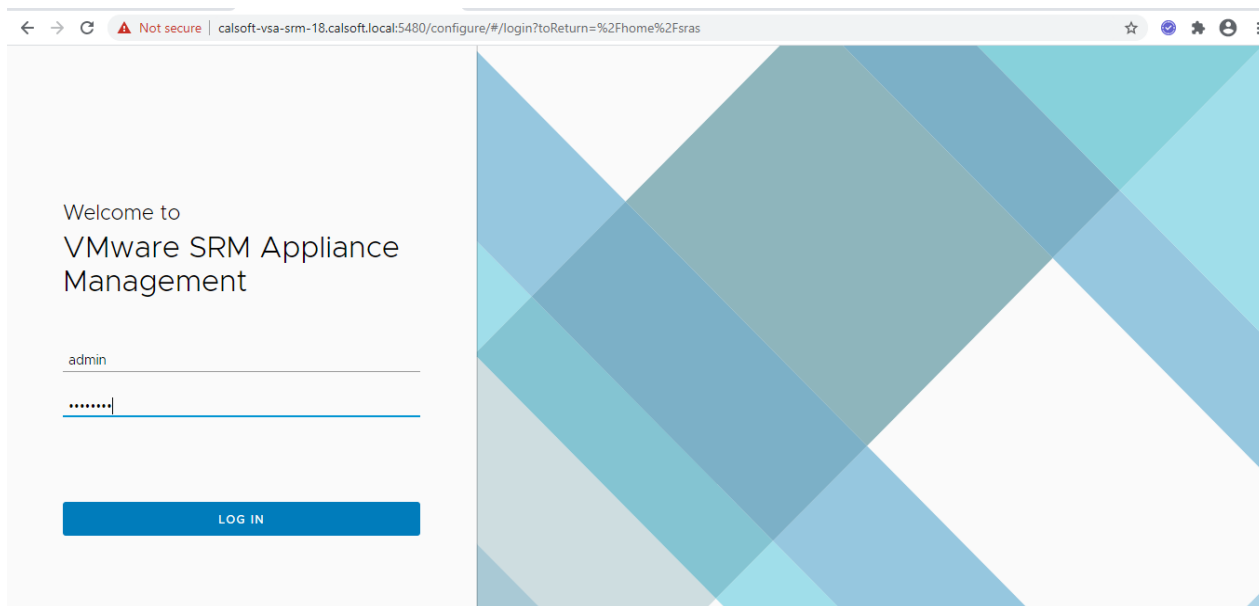 Not secure calsoft-vsa-srm-18.calsoft.local:5480/configure/#/login?toReturn=%2Fhome%2Fsras
Welcome to
VMware SRM Appliance
Management
admin
••••••••
LOG IN